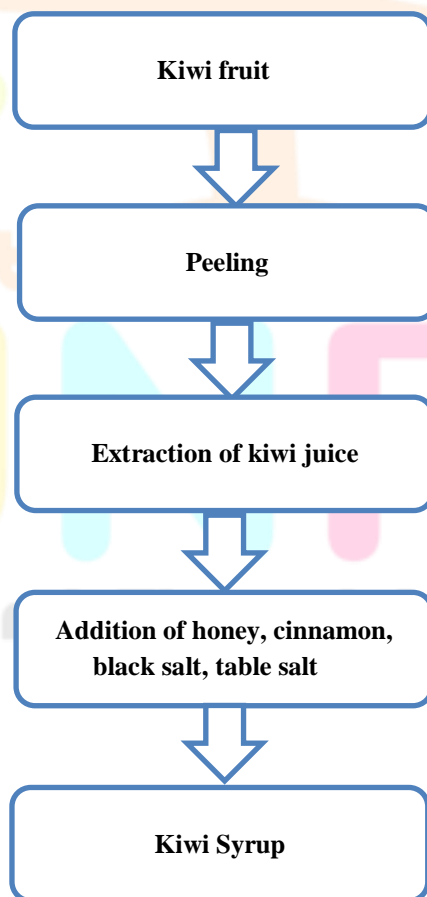 Kiwi fruit
Peeling
Extraction of kiwi juice
Addition of honey, cinnamon,
black salt, table salt
Kiwi Syrup